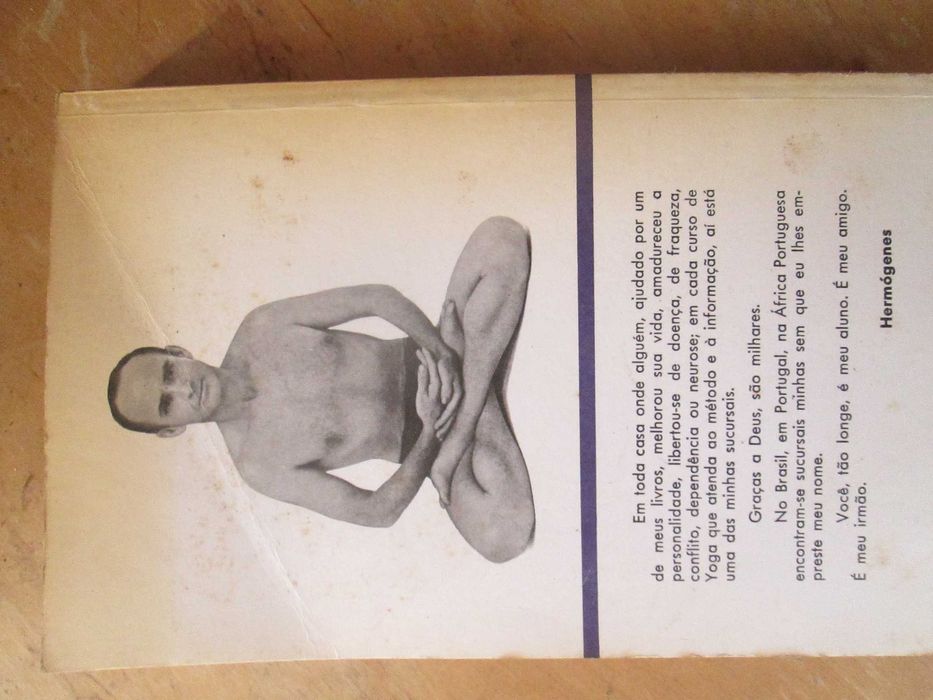 Em toda casa onde alguém, ajudado por um
de meus livros, melhorou sua vida, amadureceu a
personalidade, libertou-se de doença, de fraqueza,
conflito, dependência ou neurose; em cada curso de
Yoga que atenda ao método e à informação, aí está
uma das minhas sucursais.
Graças a Deus, são milhares.
No Brasil, em Portugal, na África Portuguesa
encontram-se sucursais minhas sem que eu lhes em-
preste meu nome.
Você, tão longe, é meu aluno. É meu amigo.
É meu irmão.
Hermógenes